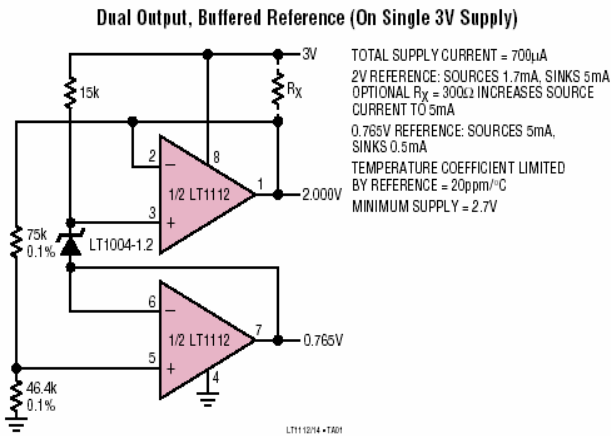 Dual Output, Buffered Reference (On Single 3V Supply)
3V
15k
RX
2
8
1/2 LT1112
1
2.000V
3
75k
0.1%
LT1004-1.2
6
7
1/2 LT1112
0.765V
5
4
46.4k
0.1%
TOTAL SUPPLY CURRENT = 700µA
2V REFERENCE: SOURCES 1.7mA, SINKS 5mA
OPTIONAL RX = 300Ω INCREASES SOURCE
CURRENT TO 5mA
0.765V REFERENCE: SOURCES 5mA,
SINKS 0.5mA
TEMPERATURE COEFFICIENT LIMITED
BY REFERENCE = 20ppm/°C
MINIMUM SUPPLY = 2.7V
LT1112/14 • TA01